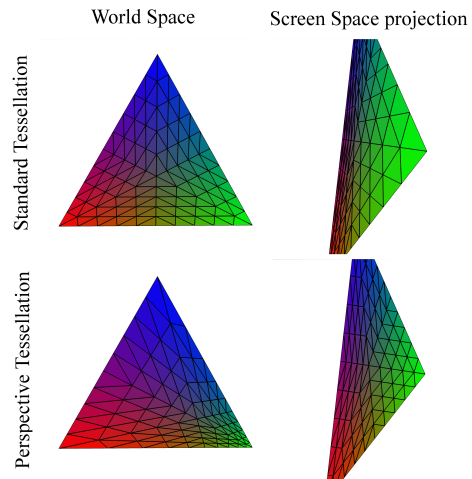 World Space
Screen Space projection
Standard Tessellation
Perspective Tessellation